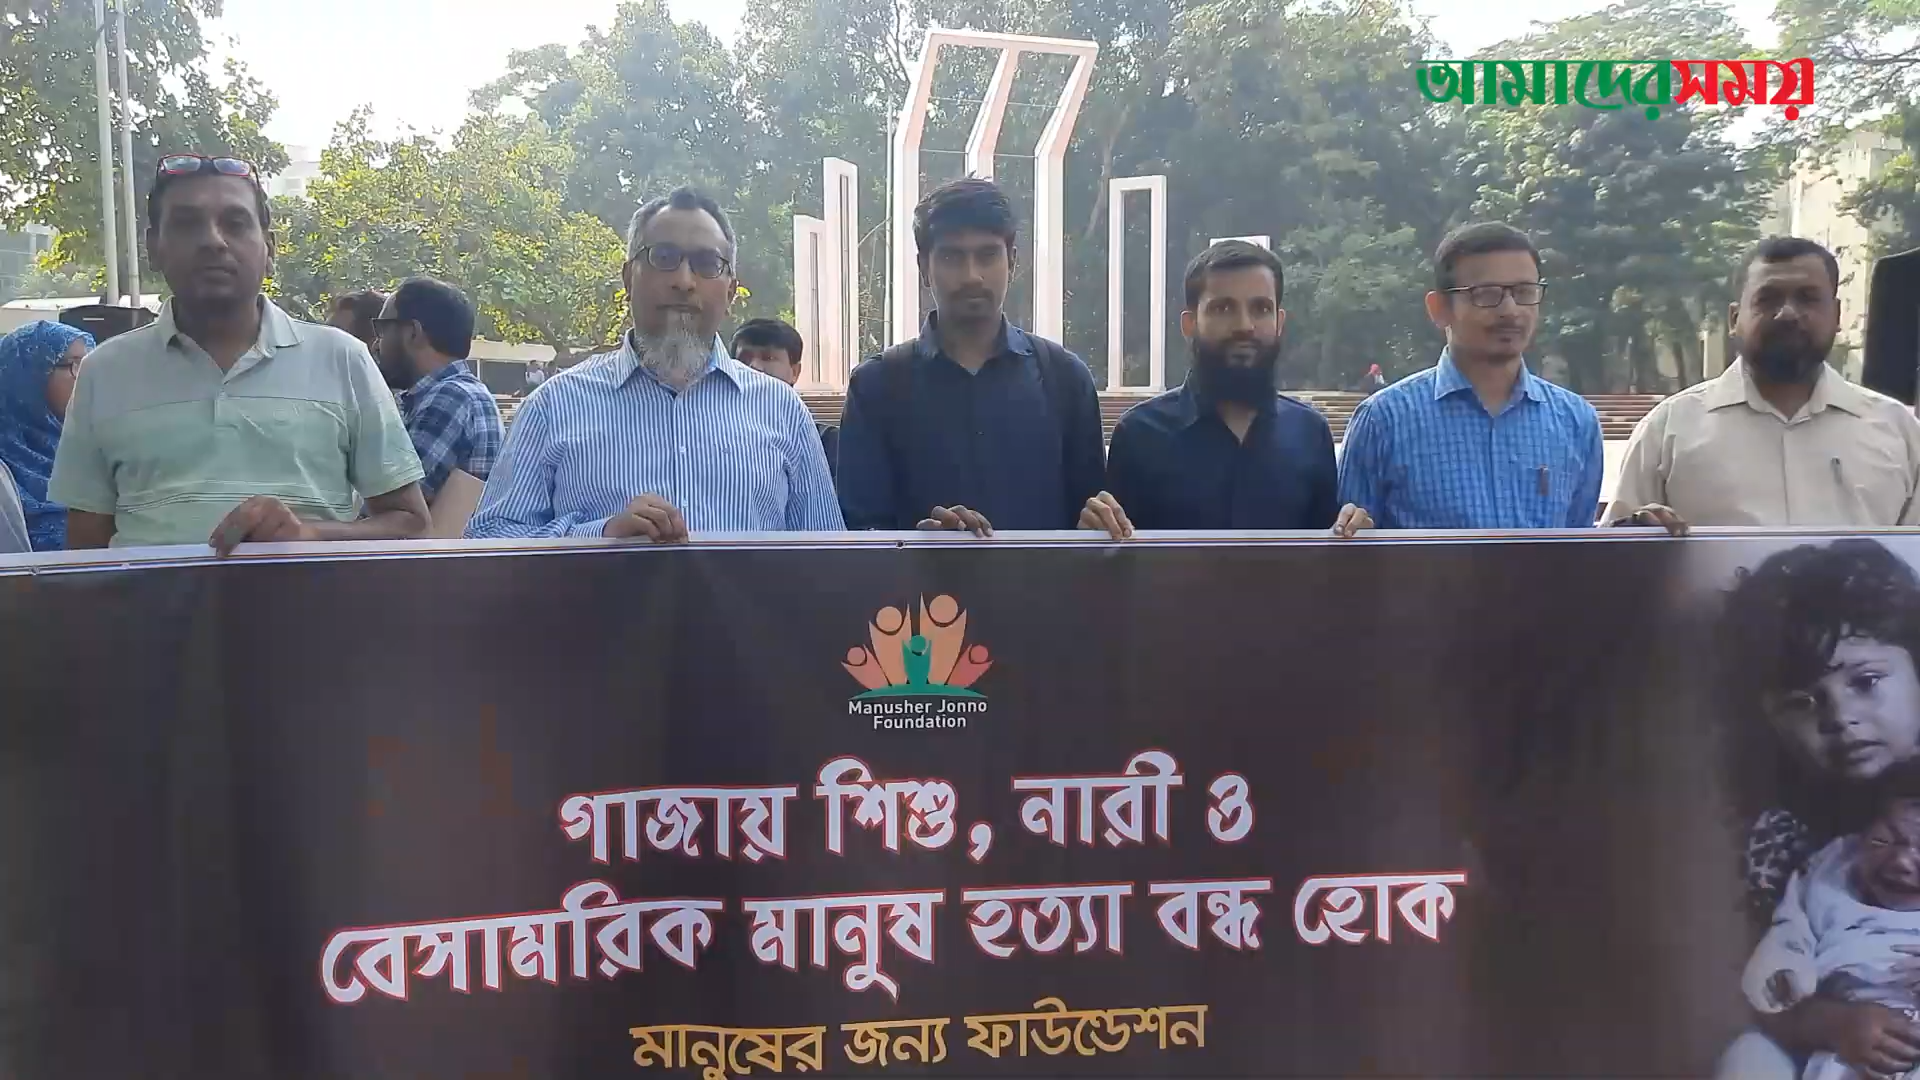 আমাদের সময়
Manusher Jonno
Foundation
গাজায় শিশু, নারী ও
বেসামরিক মানুষ হত্যা বন্ধ হোক
মানুষের জন্য ফাউন্ডেশন